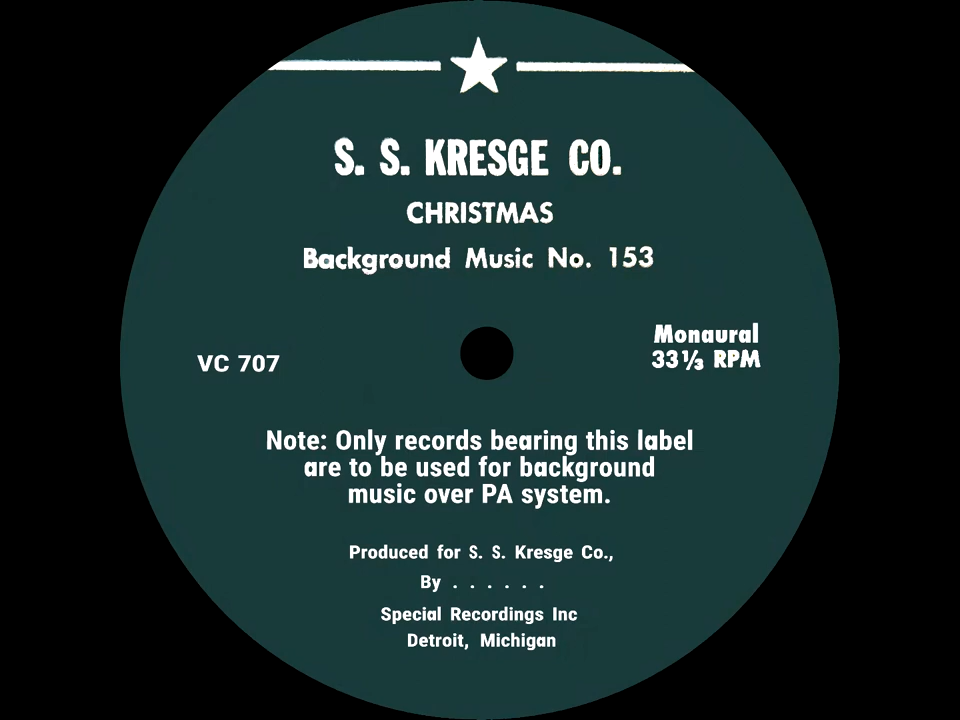 S. S. KRESGE CO.
CHRISTMAS
Background Music No. 153
Monaural
33⅓ RPM
VC 707
Note: Only records bearing this label
are to be used for background
music over PA system.
Produced for S. S. Kresge Co.,
By . . . . . .
Special Recordings Inc
Detroit, Michigan